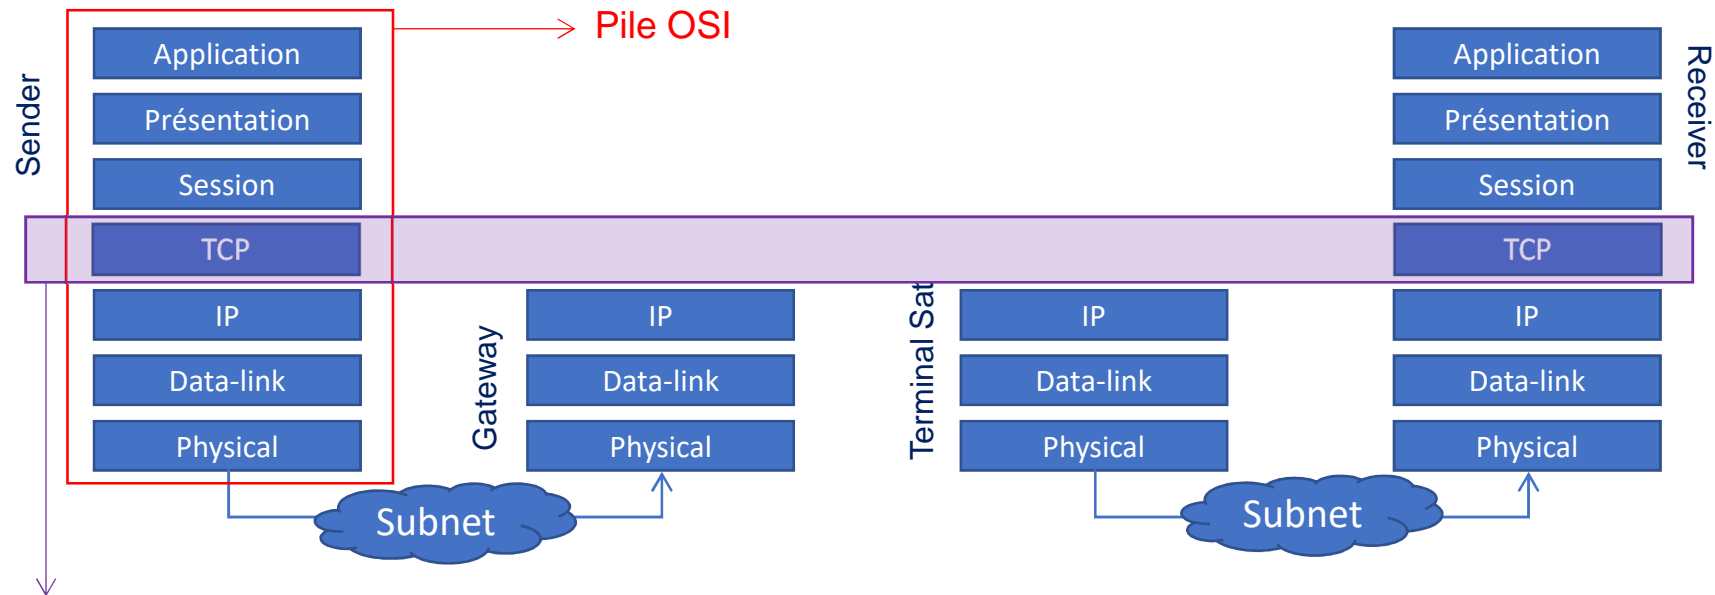 Pile OSI
Sender
Application
Présentation
Session
TCP
IP
Data-link
Physical
Subnet
Gateway
IP
Data-link
Physical
Terminal Sat
IP
Data-link
Physical
Subnet
Receiver
Application
Présentation
Session
TCP
IP
Data-link
Physical